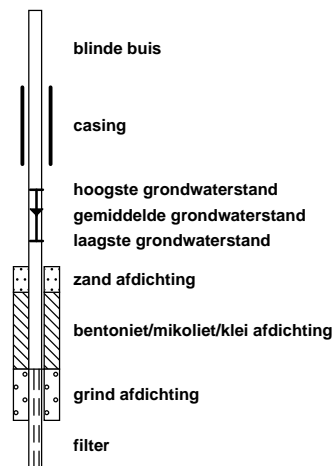 blinde buis
casing
hoogste grondwaterstand
gemiddelde grondwaterstand
laagste grondwaterstand
zand afdichting
bentoniet/mikoliet/klei afdichting
grind afdichting
filter